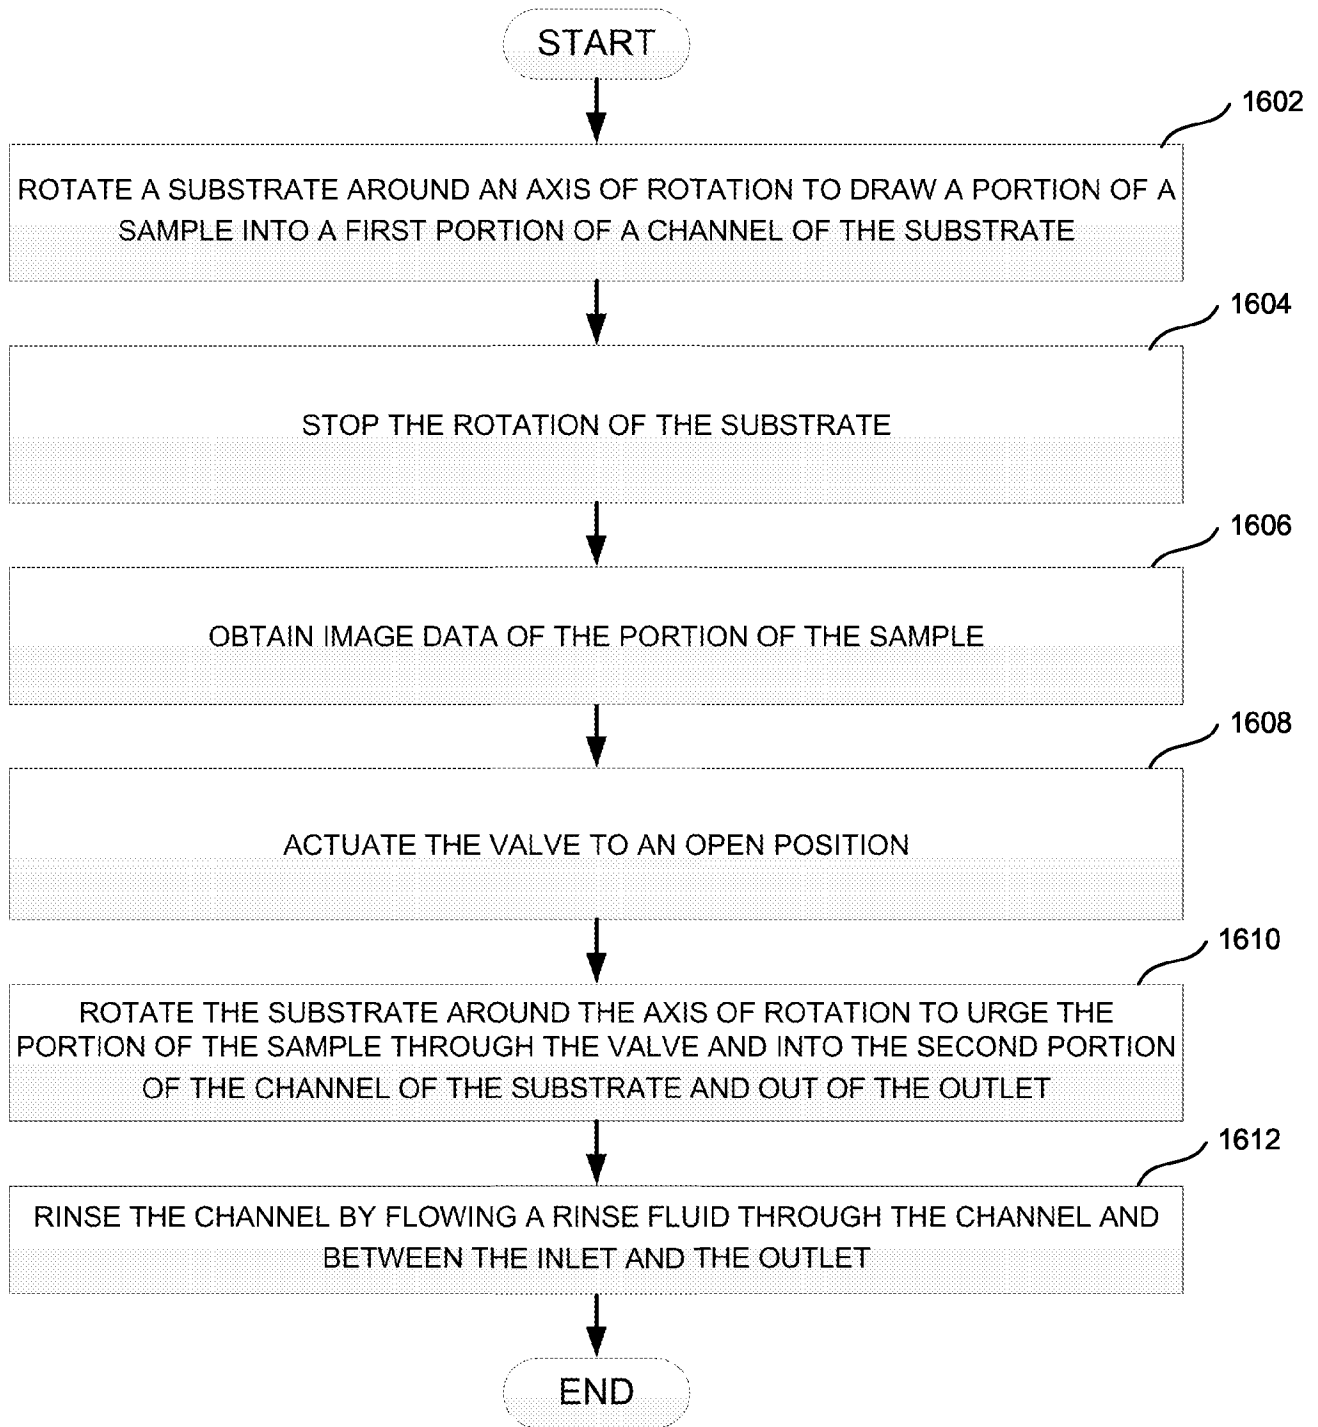 START
1602
ROTATE A SUBSTRATE AROUND AN AXIS OF ROTATION TO DRAW A PORTION OF A
SAMPLE INTO A FIRST PORTION OF A CHANNEL OF THE SUBSTRATE
1604
STOP THE ROTATION OF THE SUBSTRATE
1606
OBTAIN IMAGE DATA OF THE PORTION OF THE SAMPLE
1608
ACTUATE THE VALVE TO AN OPEN POSITION
1610
ROTATE THE SUBSTRATE AROUND THE AXIS OF ROTATION TO URGE THE
PORTION OF THE SAMPLE THROUGH THE VALVE AND INTO THE SECOND PORTION
OF THE CHANNEL OF THE SUBSTRATE AND OUT OF THE OUTLET
1612
RINSE THE CHANNEL BY FLOWING A RINSE FLUID THROUGH THE CHANNEL AND
BETWEEN THE INLET AND THE OUTLET
END